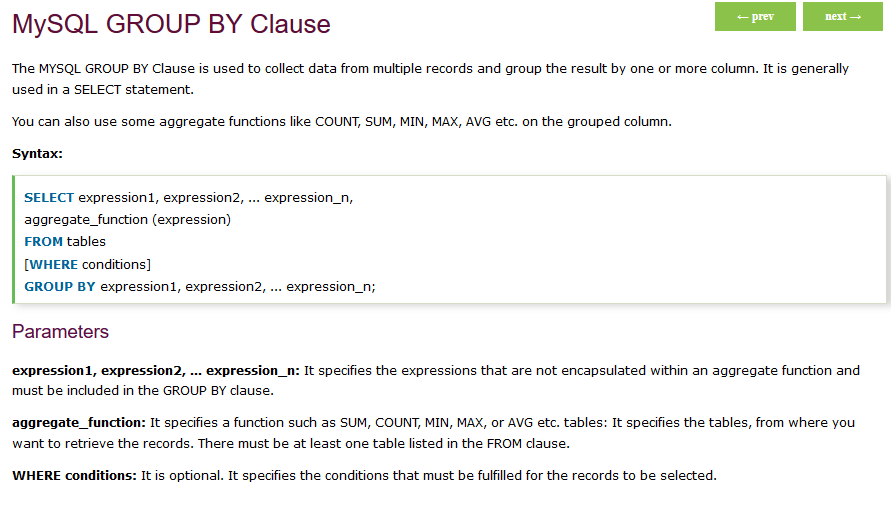 MySQL GROUP BY Clause
← prev
next →
The MYSQL GROUP BY Clause is used to collect data from multiple records and group the result by one or more column. It is generally
used in a SELECT statement.
You can also use some aggregate functions like COUNT, SUM, MIN, MAX, AVG etc. on the grouped column.
Syntax:
SELECT expression1, expression2, ... expression_n,
aggregate_function (expression)
FROM tables
[WHERE conditions]
GROUP BY expression1, expression2, ... expression_n;
Parameters
expression1, expression2, ... expression_n: It specifies the expressions that are not encapsulated within an aggregate function and
must be included in the GROUP BY clause.
aggregate_function: It specifies a function such as SUM, COUNT, MIN, MAX, or AVG etc. tables: It specifies the tables, from where you
want to retrieve the records. There must be at least one table listed in the FROM clause.
WHERE conditions: It is optional. It specifies the conditions that must be fulfilled for the records to be selected.